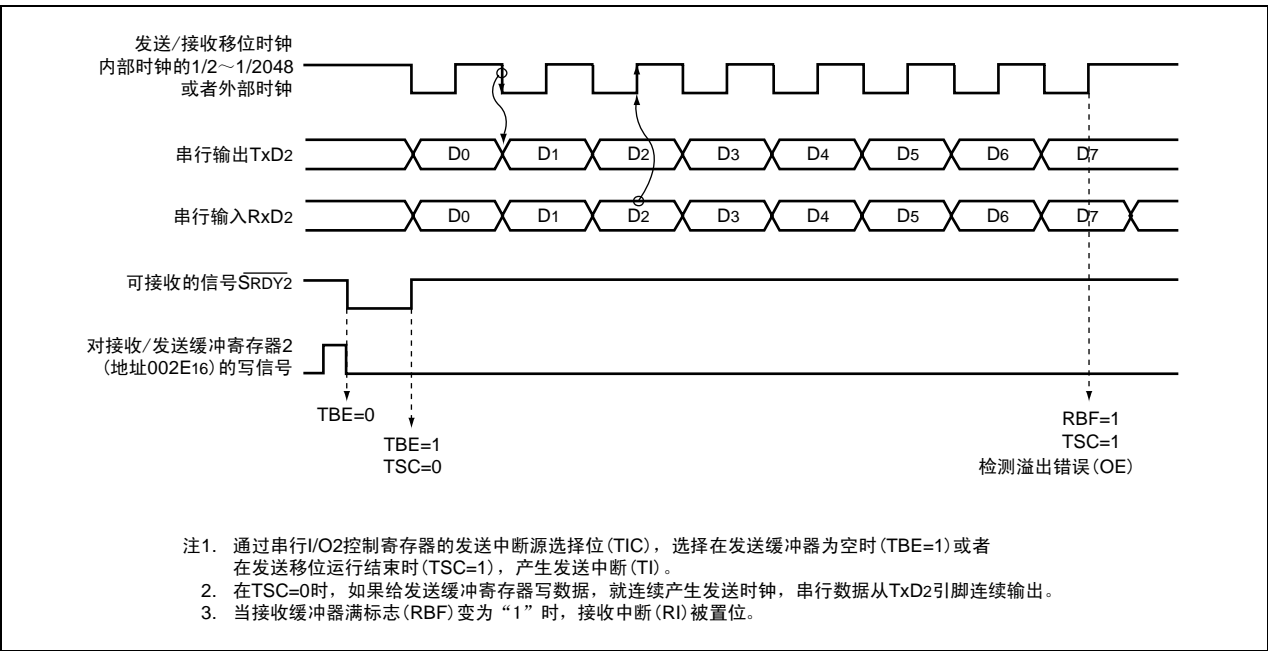 发送/接收移位时钟
内部时钟的1/2～1/2048
或者外部时钟
串行输出TxD2
D0 D1 D2 D3 D4 D5 D6 D7
串行输入RxD2
D0 D1 D2 D3 D4 D5 D6 D7
可接收的信号SRDY2
对接收/发送缓冲寄存器2
(地址002E16)的写信号
TBE=0
TBE=1
TSC=0
RBF=1
TSC=1
检测溢出错误(OE)
注1. 通过串行I/O2控制寄存器的发送中断源选择位(TIC)，选择在发送缓冲器为空时(TBE=1)或者
在发送移位运行结束时(TSC=1)，产生发送中断(TI)。
2. 在TSC=0时，如果给发送缓冲寄存器写数据，就连续产生发送时钟，串行数据从TxD2引脚连续输出。
3. 当接收缓冲器满标志(RBF)变为“1”时，接收中断(RI)被置位。